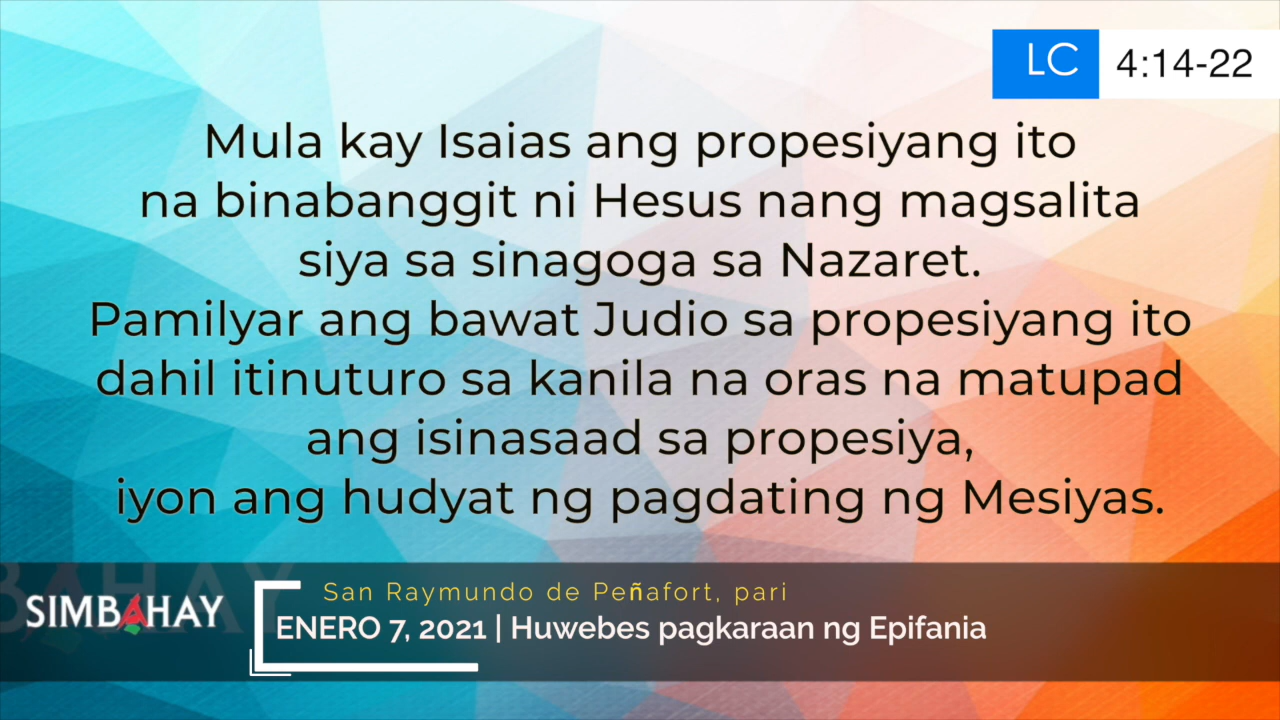 LC 4:14-22
Mula kay Isaias ang propesiyang ito
na binabanggit ni Hesus nang magsalita
siya sa sinagoga sa Nazaret.
Pamilyar ang bawat Judio sa propesiyang ito
dahil itinuturo sa kanila na oras na matupad
ang isinasaad sa propesiya,
iyon ang hudyat ng pagdating ng Mesiyas.
San Raymundo de Peñafort, pari
SIMBAHAY
ENERO 7, 2021 | Huwebes pagkaraan ng Epifania